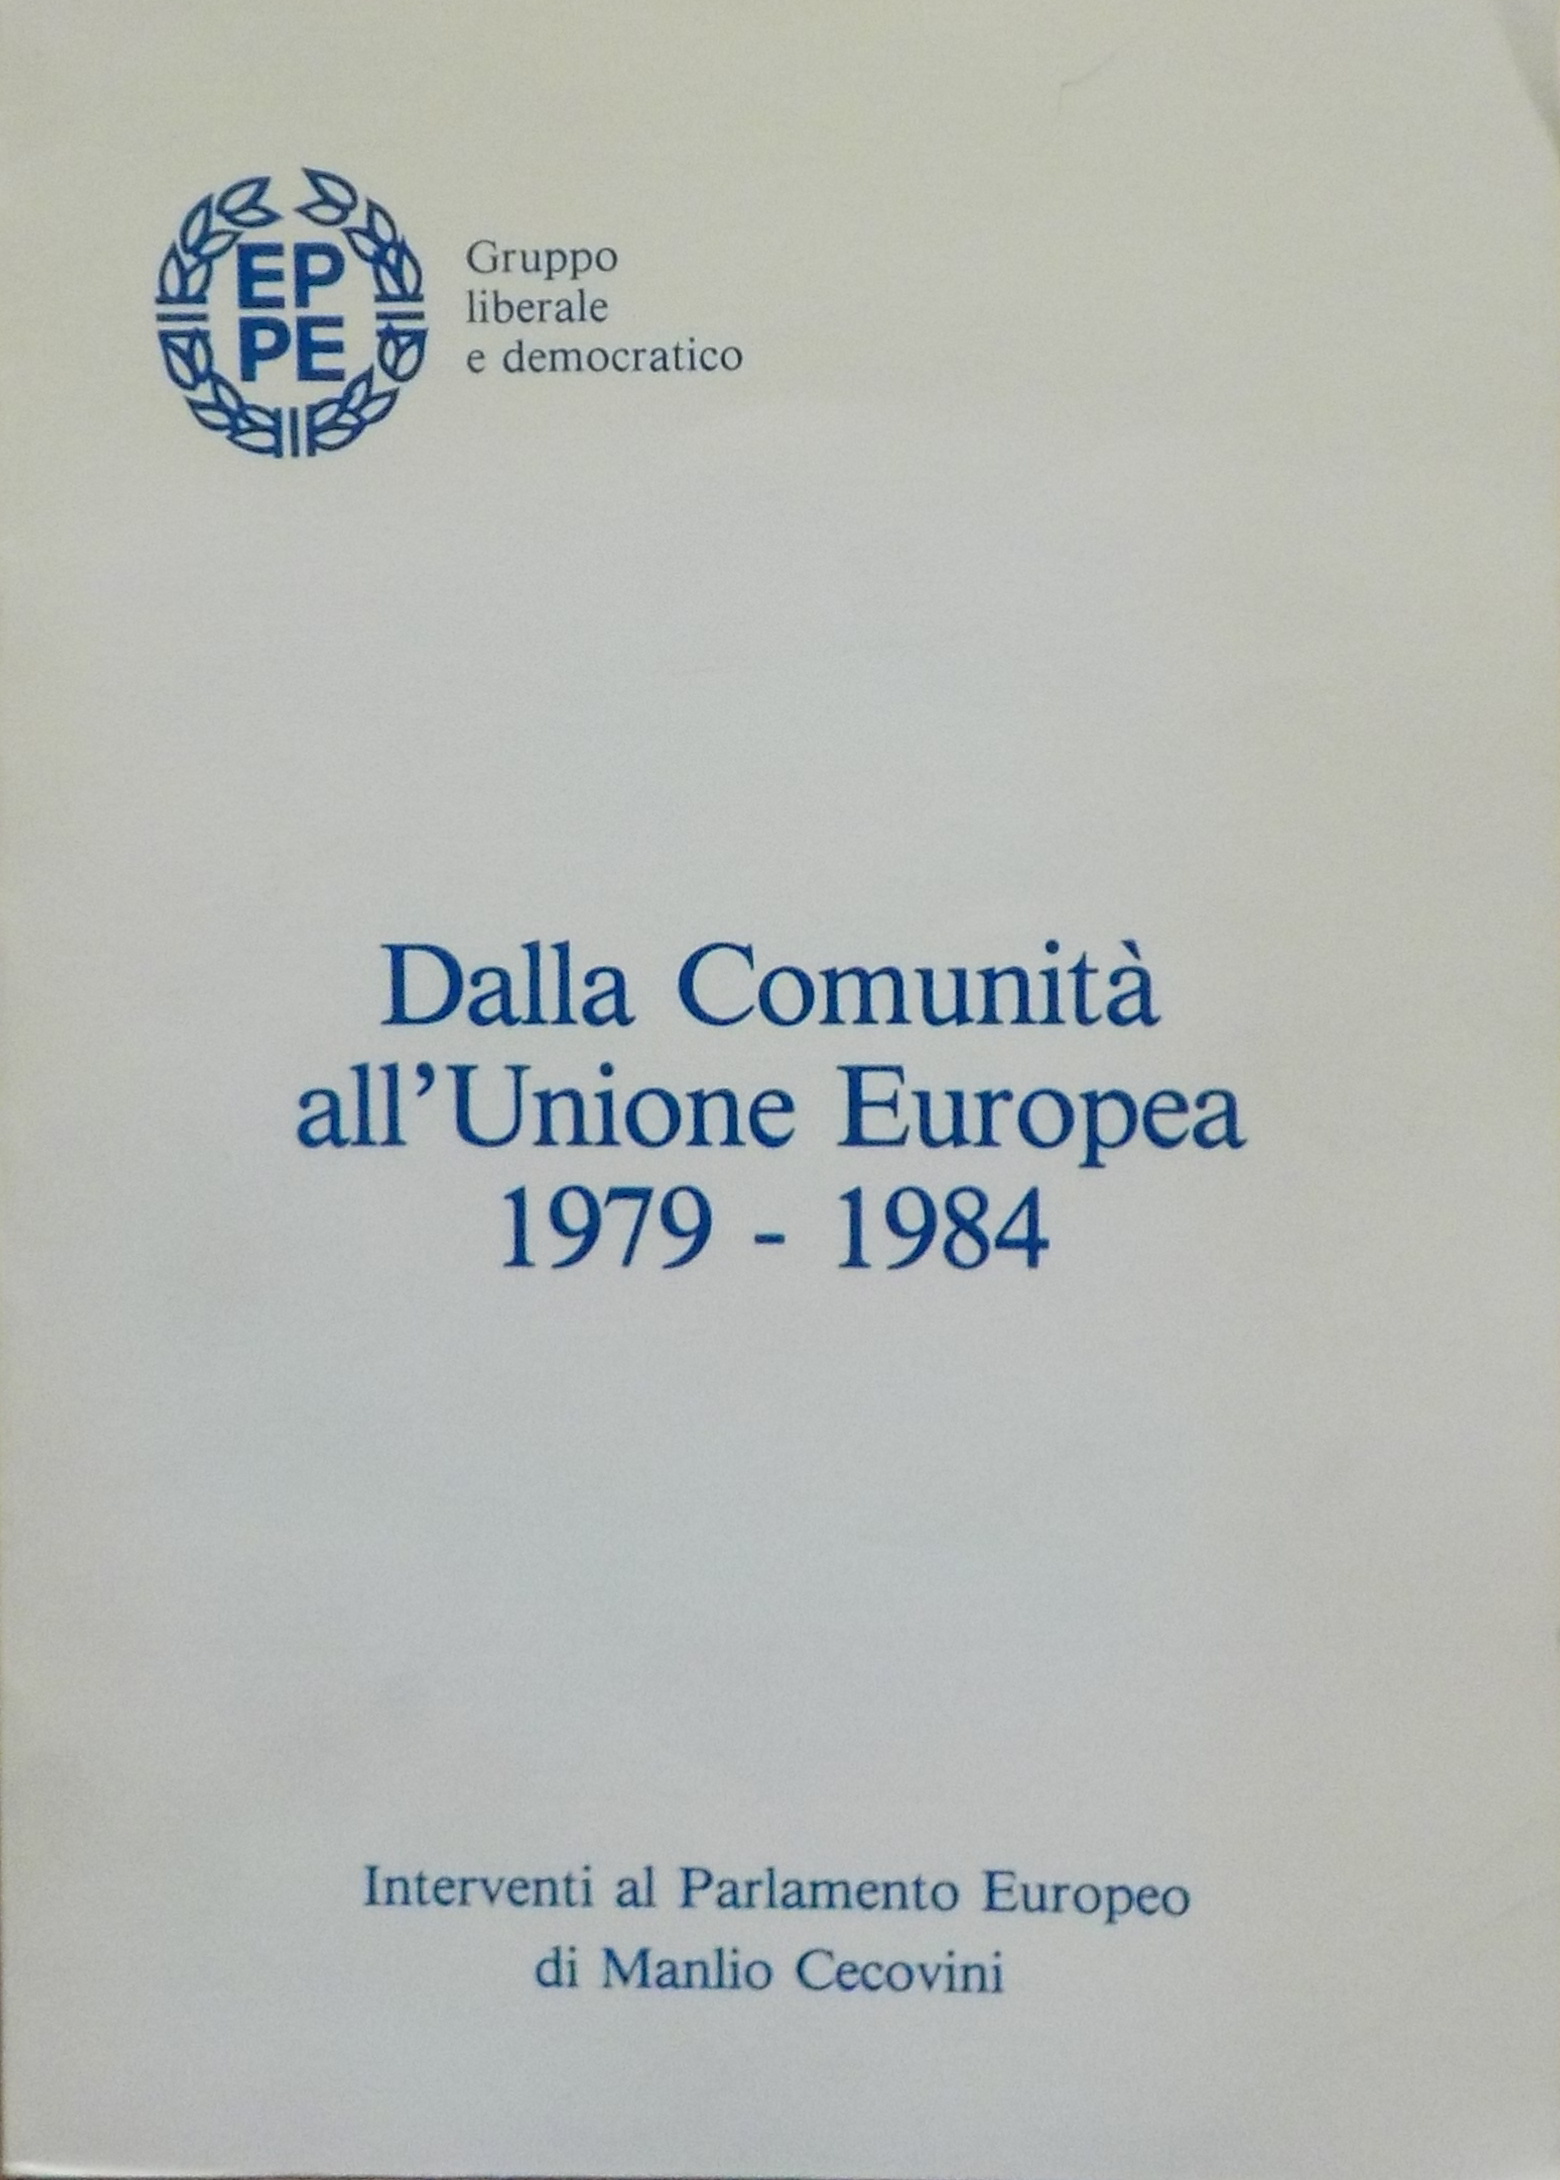 EP
PE
Gruppo
liberale
e democratico
Dalla Comunità
all'Unione Europea
1979 - 1984
Interventi al Parlamento Europeo
di Manlio Cecovini